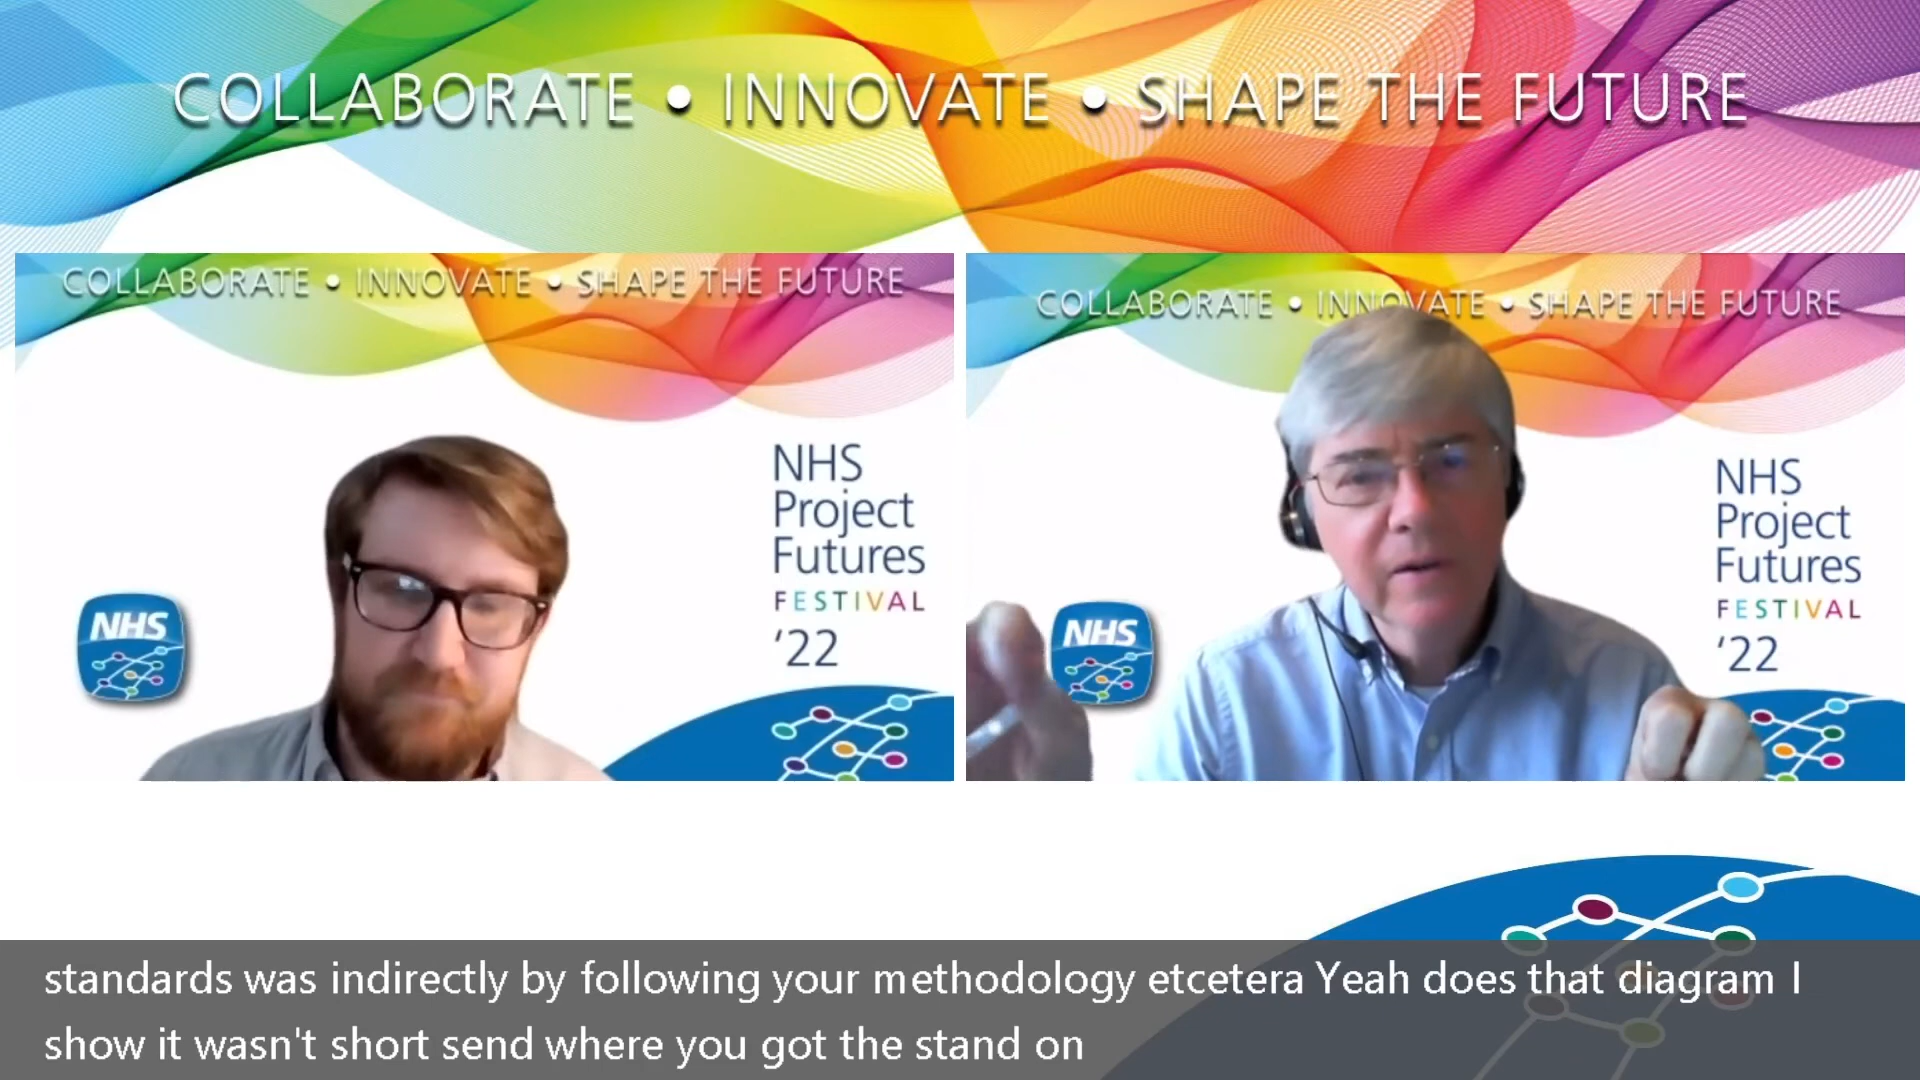 COLLABORATE • INNOVATE • SHAPE THE FUTURE
COLLABORATE • INNOVATE • SHAPE THE FUTURE
NHS
Project
Futures
FESTIVAL
'22
NHS
COLLABORATE • INNOVATE • SHAPE THE FUTURE
NHS
Project
Futures
FESTIVAL
'22
NHS
standards was indirectly by following your methodology etcetera Yeah does that diagram I
show it wasn't short send where you got the stand on